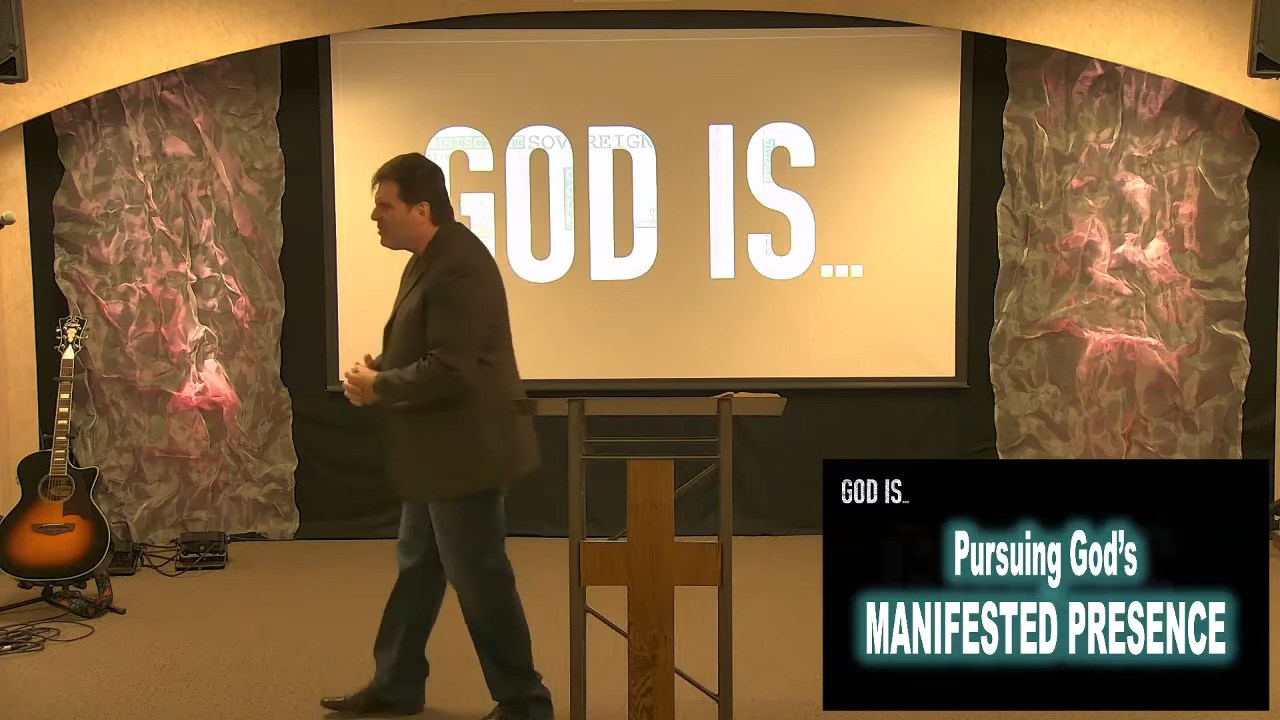 SOVEREIGN
GOD IS...
GOD IS...
Pursuing God's
MANIFESTED PRESENCE